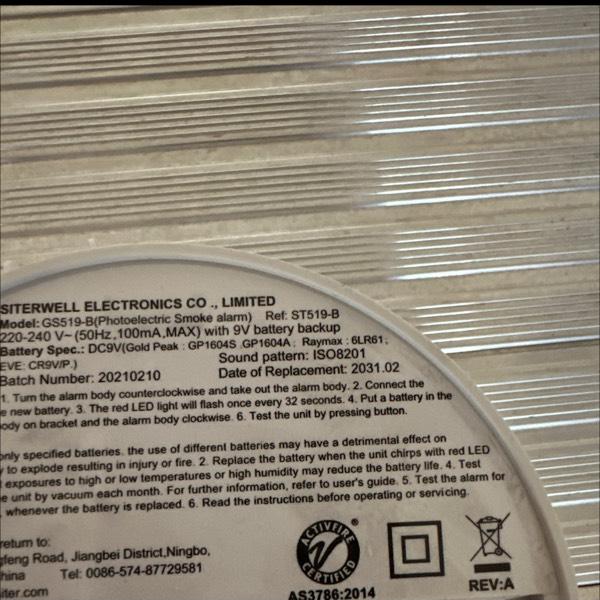 SITERWELL ELECTRONICS CO ., LIMITED
Model: GS519-B(Photoelectric Smoke alarm) Ref: ST519-B
220-240 V~ (50Hz ,100mA,MAX) with 9V battery backup
Battery Spec.: DC9V(Gold Peak : GP1604S ,GP1604A ; Raymax : 6LR61;
EVE: CR9V/P.) Sound pattern: ISO8201
Batch Number: 20210210 Date of Replacement: 2031.02
1. Turn the alarm body counterclockwise and take out the alarm body. 2. Connect the
new battery. 3. The red LED light will flash once every 32 seconds. 4. Put a battery in the
body on bracket and the alarm body clockwise. 6. Test the unit by pressing button.
only specified batteries. the use of different batteries may have a detrimental effect on
to explode resulting in injury or fire. 2. Replace the battery when the unit chirps with red LED
exposures to high or low temperatures or high humidity may reduce the battery life. 4. Test
unit by vacuum each month. For further information, refer to user's guide. 5. Test the alarm for
whenever the battery is replaced. 6. Read the instructions before operating or servicing.
return to:
gfeng Road, Jiangbei District,Ningbo,
hina Tel: 0086-574-87729581
iter.com
ACTIVFIRE
®
CERTIFIED
AS3786:2014
REV:A